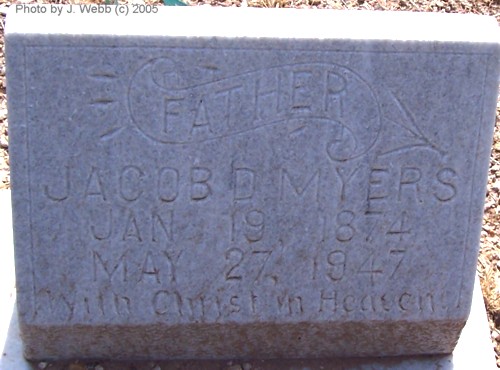 Photo by J. Webb (c) 2005
FATHER
JACOB D MYERS
JAN 19, 1874
MAY 27, 1947
With Christ in Heaven